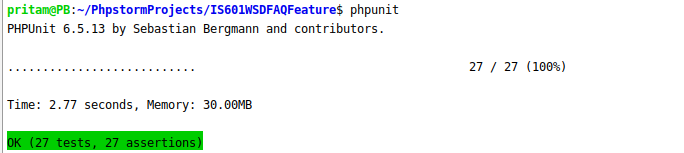 pritam@PB:~/PhpstormProjects/IS601WSDFAQFeature$ phpunit
PHPUnit 6.5.13 by Sebastian Bergmann and contributors.
........................... 27 / 27 (100%)
Time: 2.77 seconds, Memory: 30.00MB
OK (27 tests, 27 assertions)